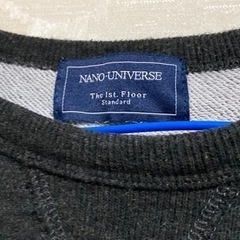 NANO·UNIVERSE
The 1st. Floor
Standard